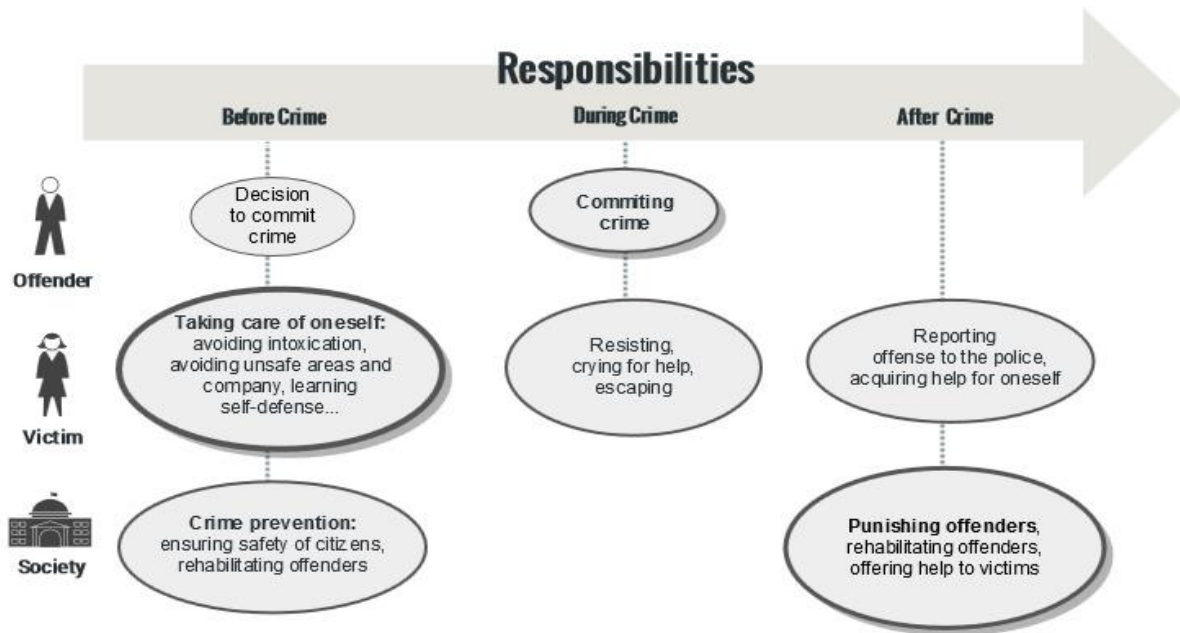 Responsibilities
Before Crime
During Crime
After Crime
Offender
Decision
to commit
crime
Commiting
crime
Victim
Taking care of oneself:
avoiding intoxication,
avoiding unsafe areas and
company, learning
self-defense...
Resisting,
crying for help,
escaping
Reporting
offense to the police,
acquiring help for oneself
Society
Crime prevention:
ensuring safety of citizens,
rehabilitating offenders
Punishing offenders,
rehabilitating offenders,
offering help to victims